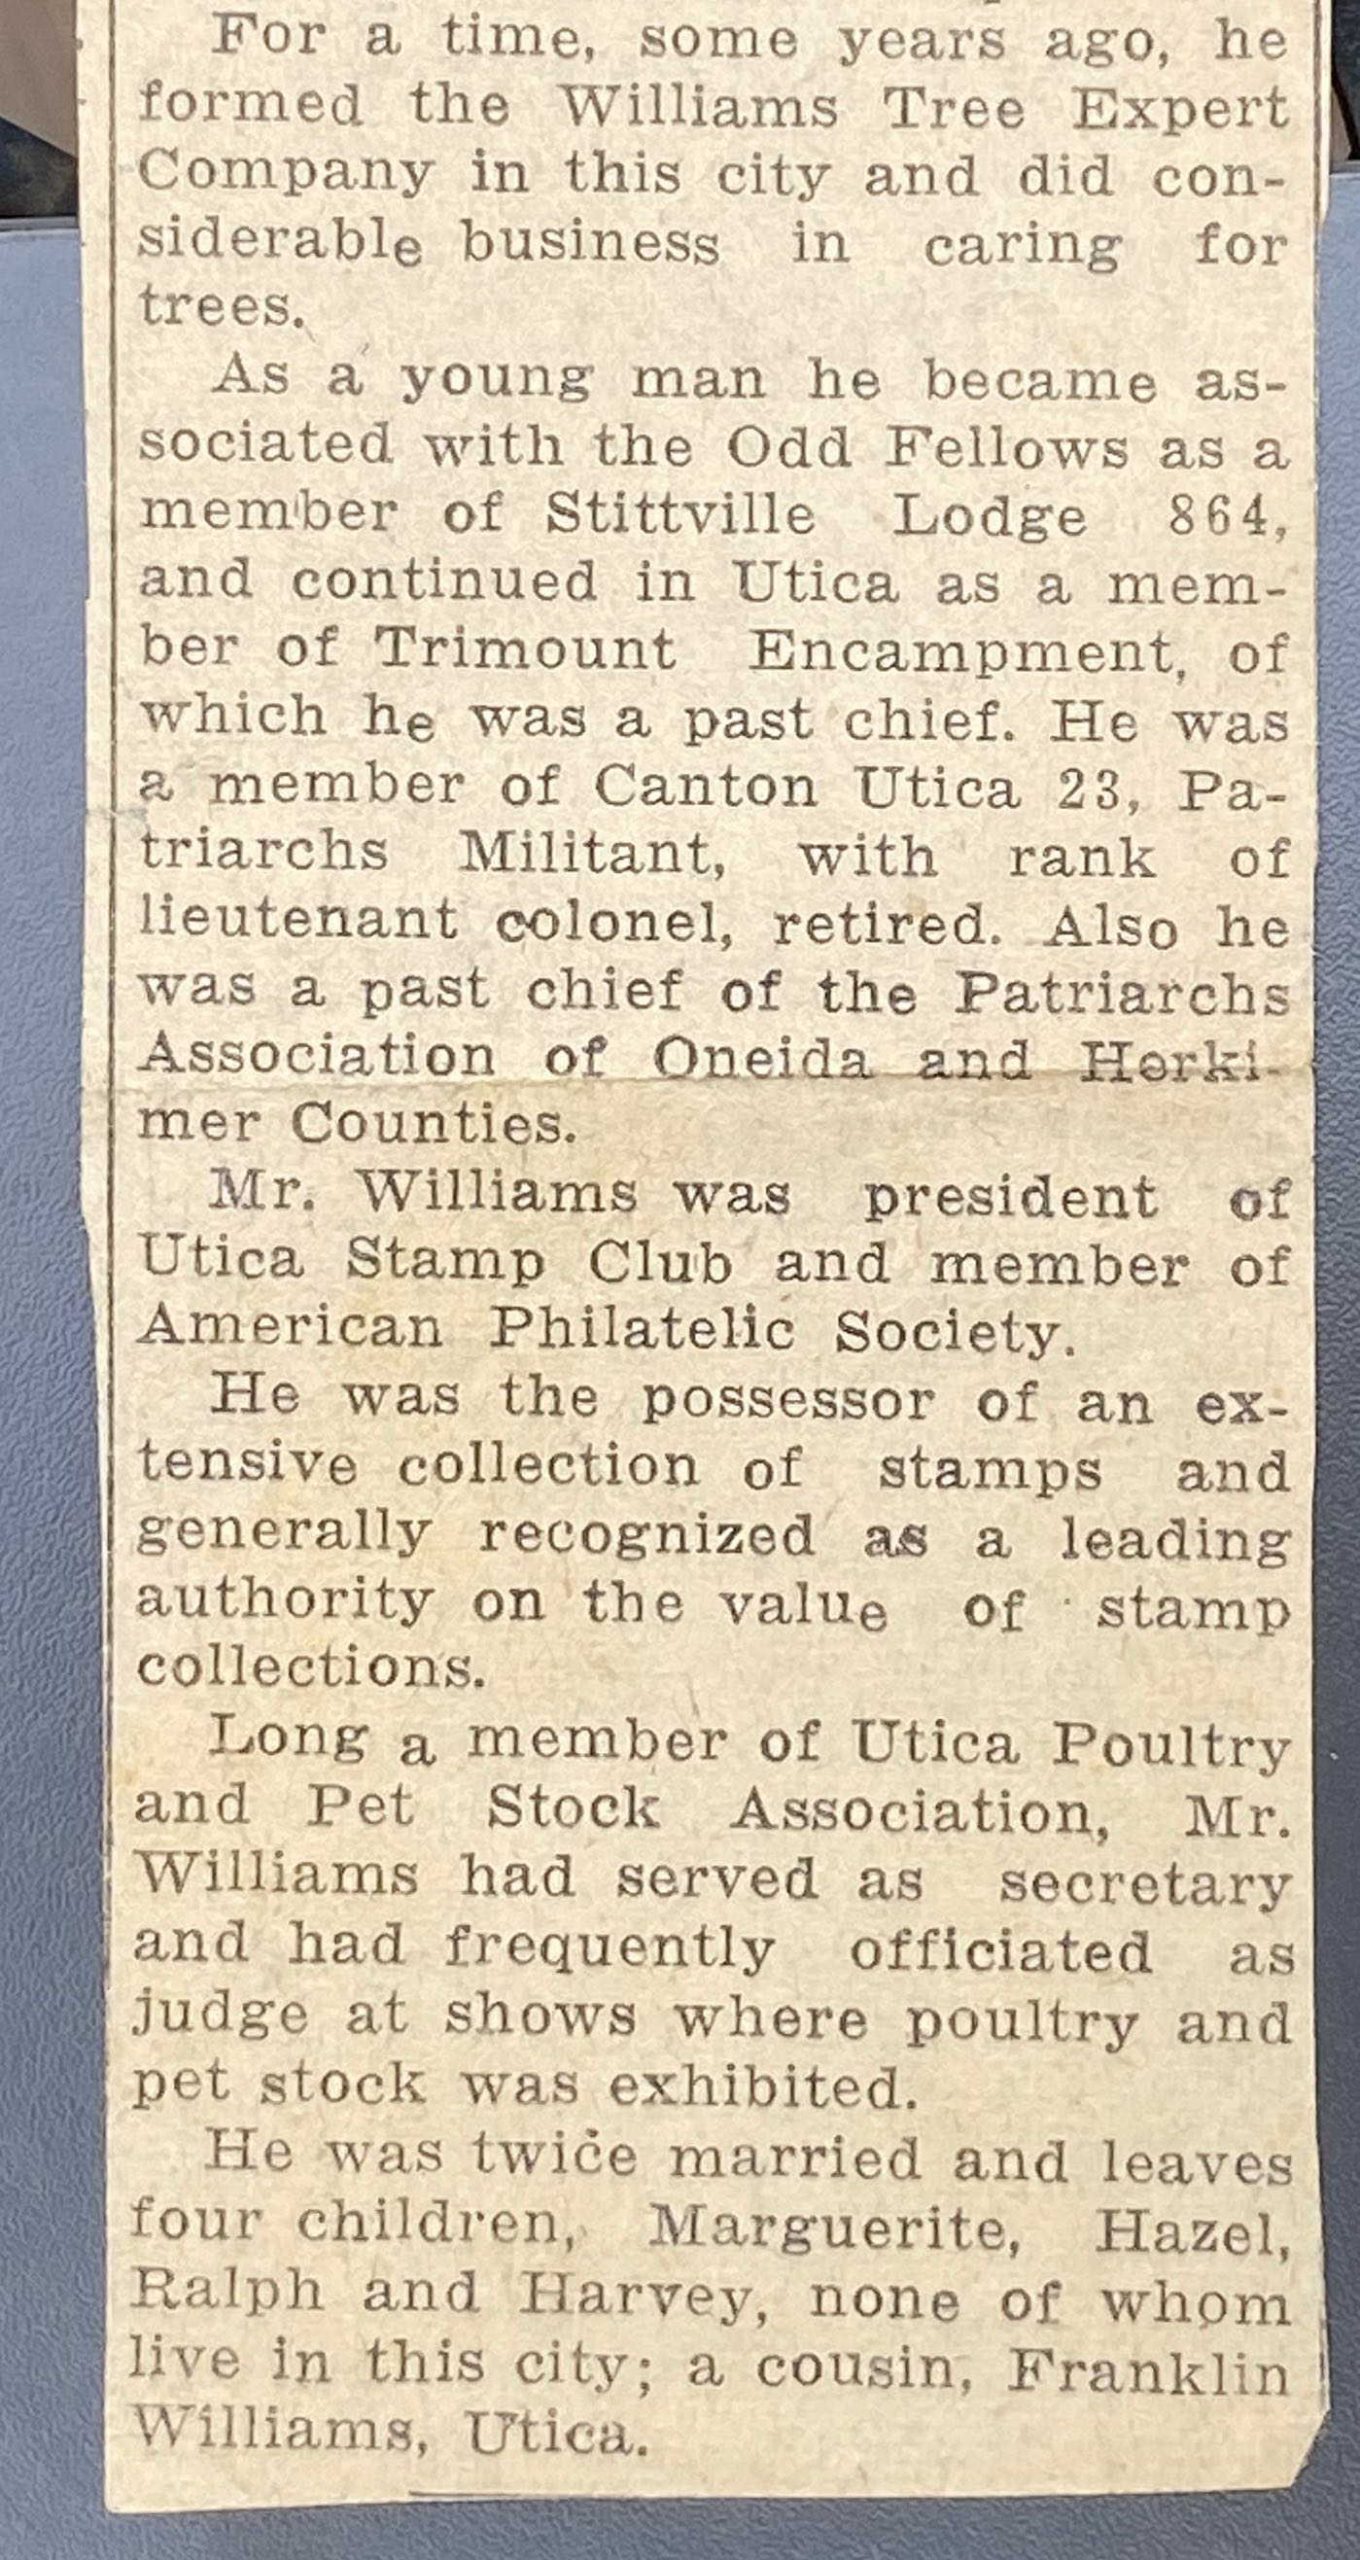 For a time, some years ago, he
formed the Williams Tree Expert
Company in this city and did con-
siderable business in caring for
trees.
As a young man he became as-
sociated with the Odd Fellows as a
member of Stittville Lodge 864,
and continued in Utica as a mem-
ber of Trimount Encampment, of
which he was a past chief. He was
a member of Canton Utica 23, Pa-
triarchs Militant, with rank of
lieutenant colonel, retired. Also he
was a past chief of the Patriarchs
Association of Oneida and Herki-
mer Counties.
Mr. Williams was president of
Utica Stamp Club and member of
American Philatelic Society.
He was the possessor of an ex-
tensive collection of stamps and
generally recognized as a leading
authority on the value of stamp
collections.
Long a member of Utica Poultry
and Pet Stock Association, Mr.
Williams had served as secretary
and had frequently officiated as
judge at shows where poultry and
pet stock was exhibited.
He was twice married and leaves
four children, Marguerite, Hazel,
Ralph and Harvey, none of whom
live in this city; a cousin, Franklin
Williams, Utica.